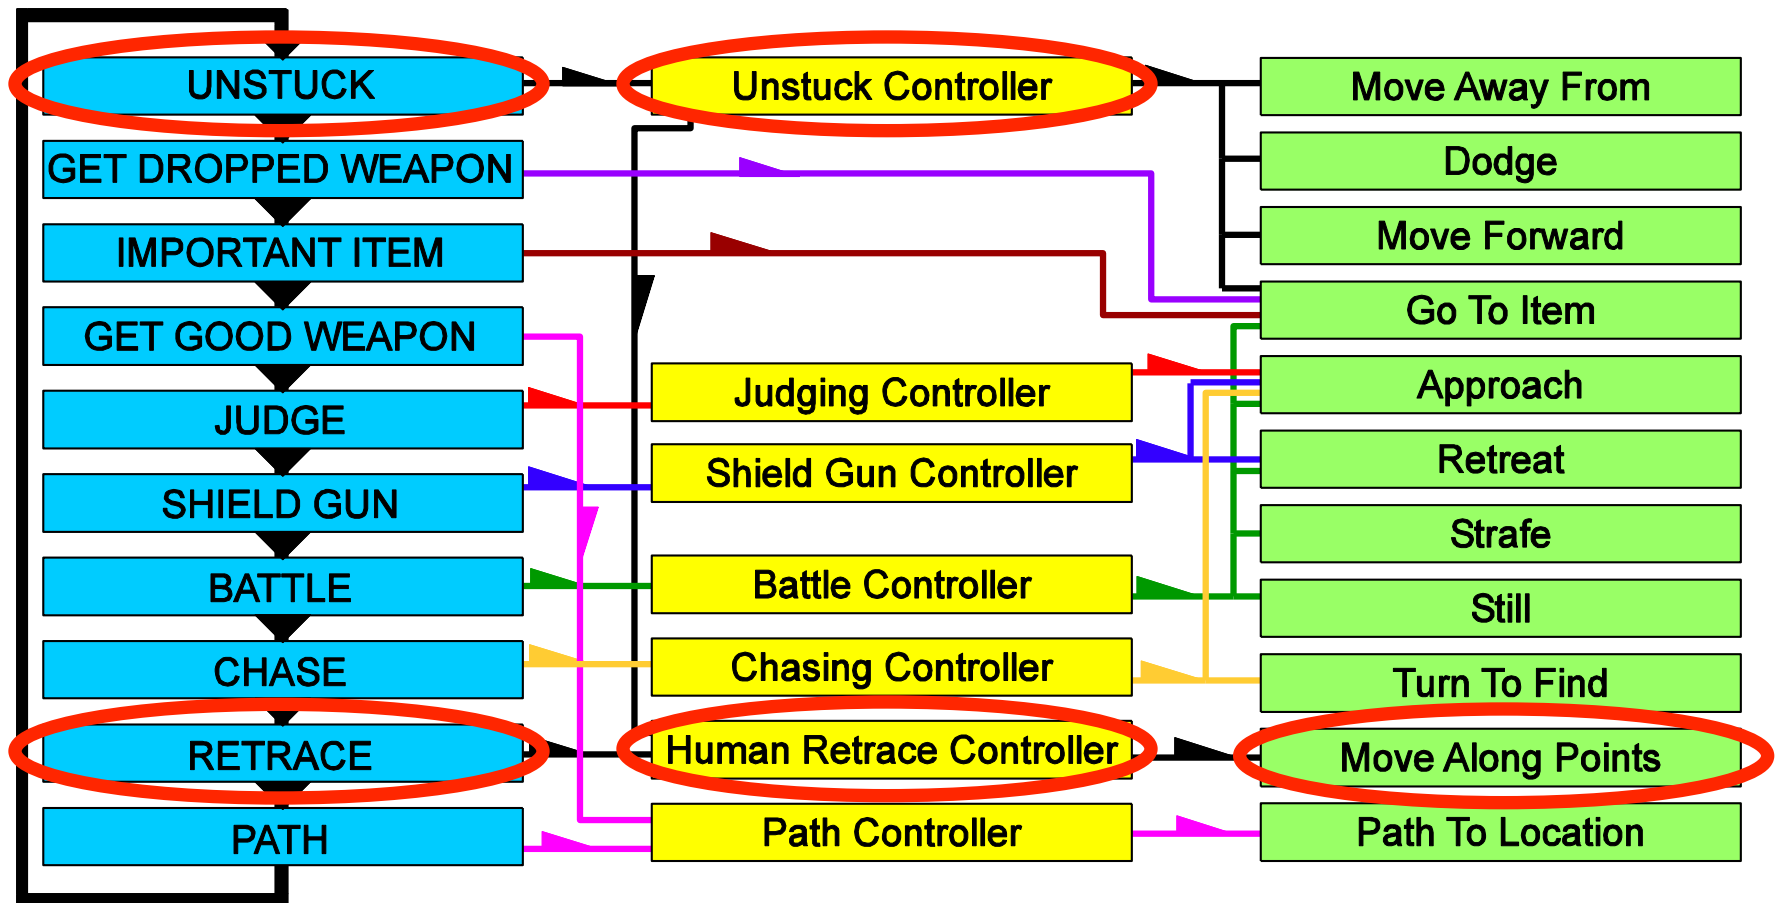 UNSTUCK
GET DROPPED WEAPON
IMPORTANT ITEM
GET GOOD WEAPON
JUDGE
SHIELD GUN
BATTLE
CHASE
RETRACE
PATH
Unstuck Controller
Judging Controller
Shield Gun Controller
Battle Controller
Chasing Controller
Human Retrace Controller
Path Controller
Move Away From
Dodge
Move Forward
Go To Item
Approach
Retreat
Strafe
Still
Turn To Find
Move Along Points
Path To Location